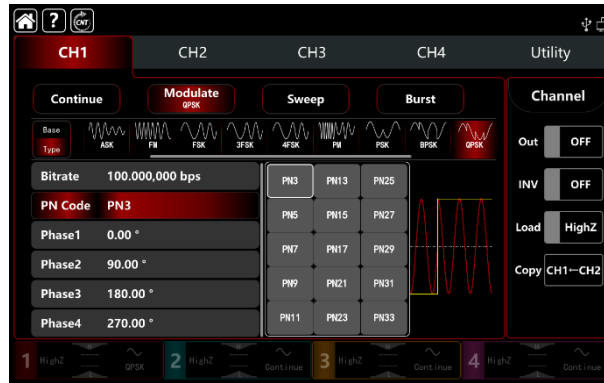 ? CNT
CH1 CH2 CH3 CH4 Utility
Continue Modulate QPSK Sweep Burst Channel
Base Type ASK FM FSK 3FSK 4FSK PM PSK BPSK QPSK
Out OFF
Bitrate 100.000,000 bps
PN3 PN13 PN25
INV OFF
PN Code PN3
PN5 PN15 PN27
Load HighZ
Phase1 0.00 °
PN7 PN17 PN29
Phase2 90.00 °
Copy CH1←CH2
Phase3 180.00 °
PN9 PN21 PN31
Phase4 270.00 °
PN11 PN23 PN33
1 HighZ QPSK 2 HighZ Continue 3 HighZ Continue 4 HighZ Continue